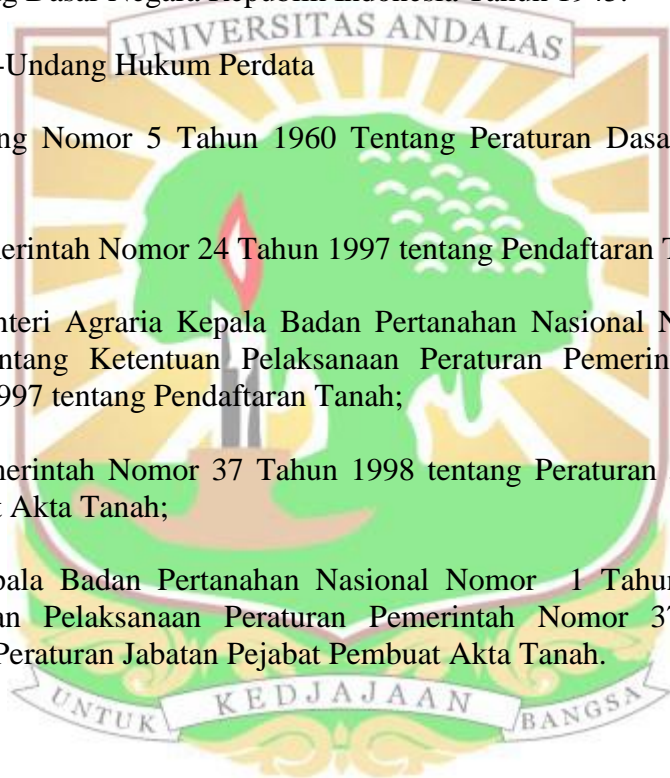 g Dasar Negara Republik Indonesia Tahun 1945.
UNIVERSITAS ANDALAS
-Undang Hukum Perdata
ng Nomor 5 Tahun 1960 Tentang Peraturan Dasa
erintah Nomor 24 Tahun 1997 tentang Pendaftaran T
nteri Agraria Kepala Badan Pertanahan Nasional N
ntang Ketentuan Pelaksanaan Peraturan Pemerin
997 tentang Pendaftaran Tanah;
merintah Nomor 37 Tahun 1998 tentang Peraturan
t Akta Tanah;
pala Badan Pertanahan Nasional Nomor 1 Tahun
an Pelaksanaan Peraturan Pemerintah Nomor 37
Peraturan Jabatan Pejabat Pembuat Akta Tanah.
UNTUK KEDJAJAAN BANGSA